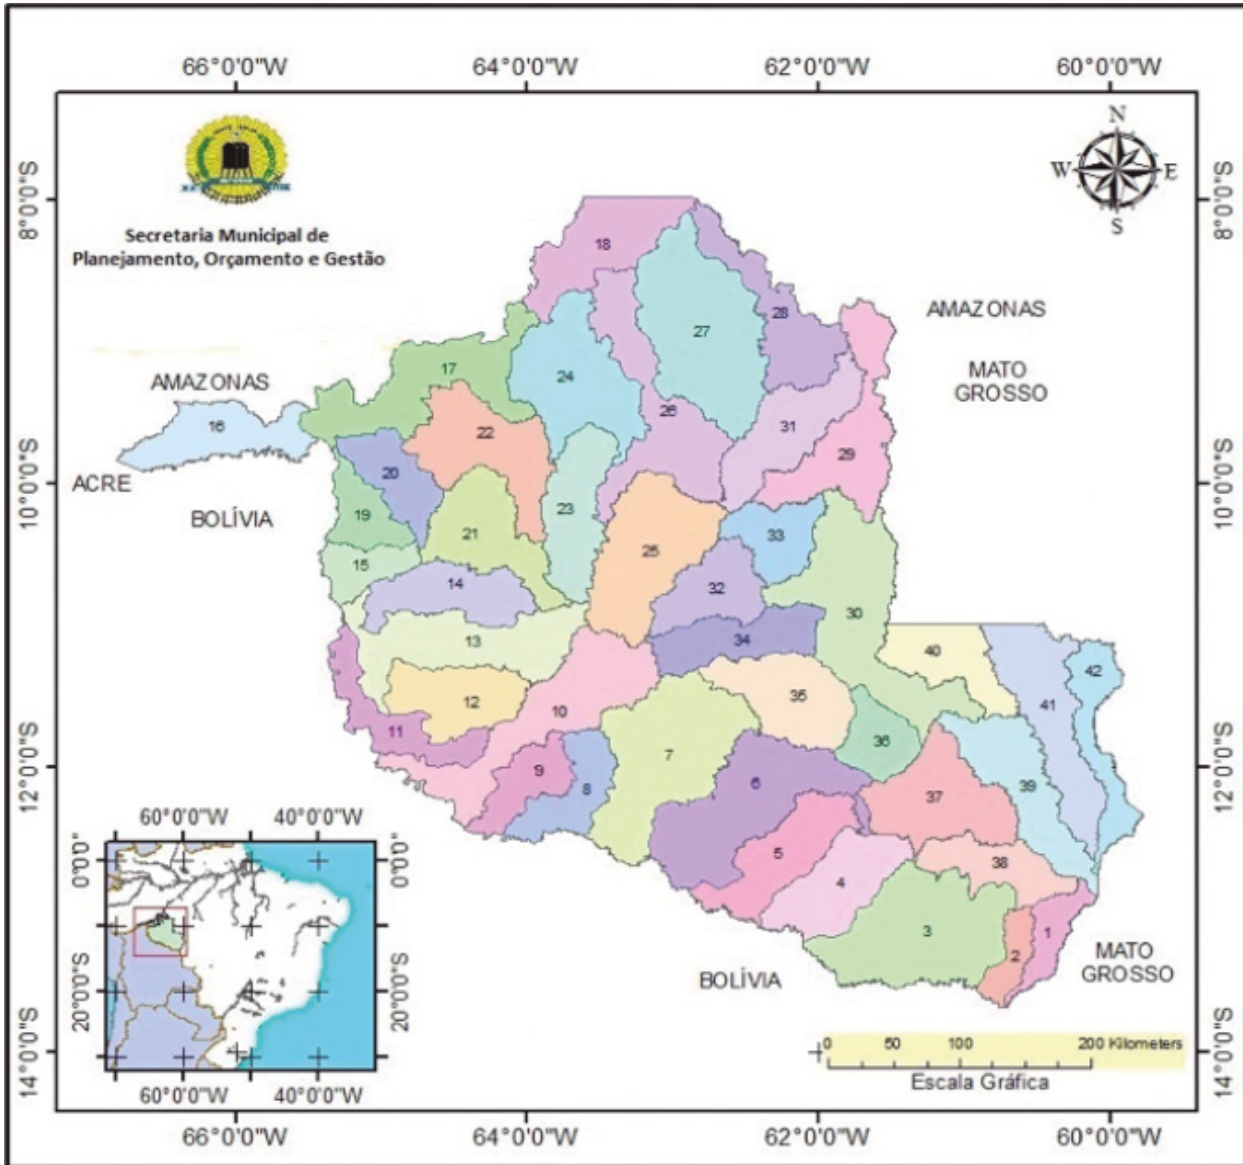 66°0'0"W 64°0'0"W 62°0'0"W 60°0'0"W
8°0'0"S
10°0'0"S
12°0'0"S
14°0'0"S
Secretaria Municipal de
Planejamento, Orçamento e Gestão
N
W E
S
8°0'0"S
10°0'0"S
12°0'0"S
14°0'0"S
AMAZONAS
MATO
GROSSO
AMAZONAS
ACRE
BOLÍVIA
18
28
27
17
24
26
16
22
31
29
20
19
23
21
33
25
15
14
32
30
13
34
40
42
12
35
41
10
11
36
7
9
6
8
39
37
5
38
4
3
1
2
BOLÍVIA
MATO
GROSSO
60°0'0"W 40°0'0"W
0°0'0"
20°0'0"S
0°0'0"
20°0'0"S
60°0'0"W 40°0'0"W
0 50 100 200 Kilometers
Escala Gráfica
66°0'0"W 64°0'0"W 62°0'0"W 60°0'0"W